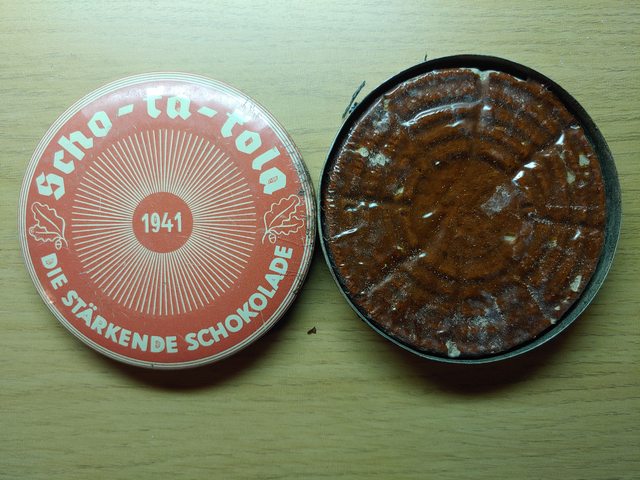 Scho-ka-kola
1941
DIE STÄRKENDE SCHOKOLADE